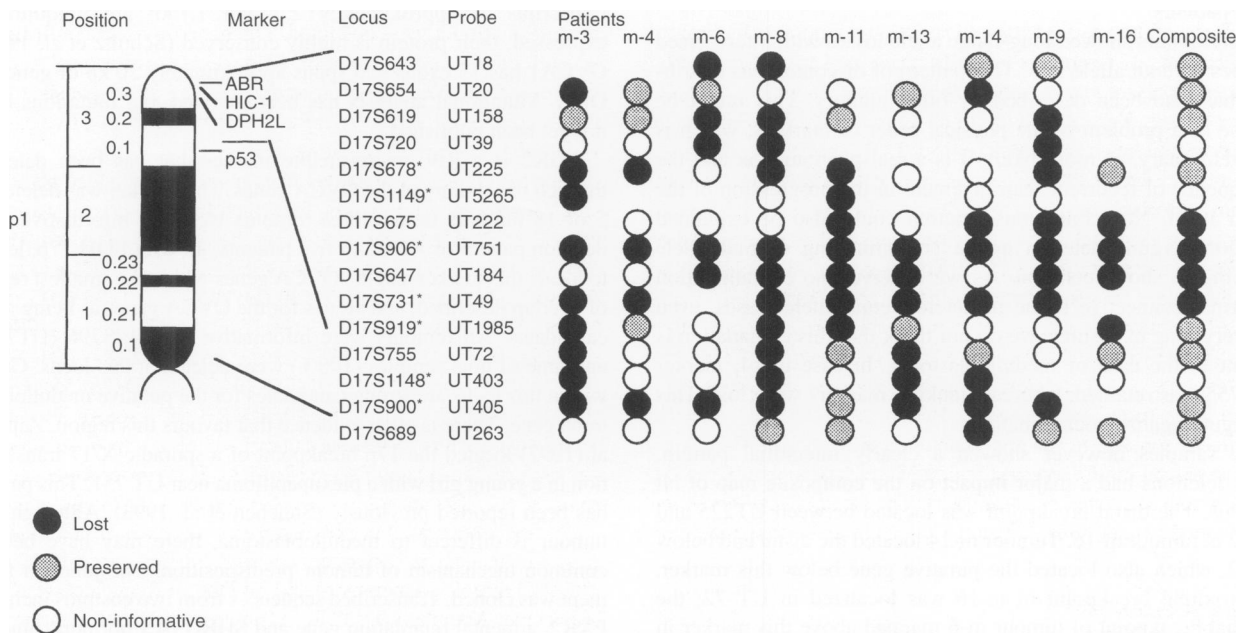 Position Marker Locus Probe Patients
m-3 m-4 m-6 m-8 m-11 m-13 m-14 m-9 m-16 Composite
D17S643 UT18
ABR
0.3 D17S654 UT20
HIC-1
3 0.2 D17S619 UT158
DPH2L
D17S720 UT39
0.1
p53
D17S678* UT225
D17S1149* UT5265
p1 2
D17S675 UT222
D17S906* UT751
0.23
D17S647 UT184
0.22
D17S731* UT49
1 0.21
D17S919* UT1985
0.1
D17S755 UT72
D17S1148* UT403
D17S900* UT405
D17S689 UT263
Lost
Preserved
Non-informative